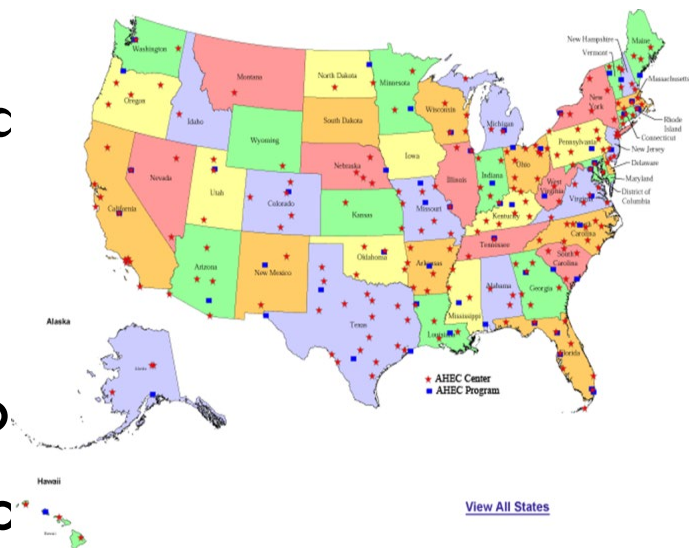 New Hampshire
Vermont
Maine
Massachusetts
Washington
Montana
North Dakota
Minnesota
Oregon
Idaho
Wisconsin
Michigan
New York
Rhode Island
Connecticut
South Dakota
Wyoming
Pennsylvania
New Jersey
Iowa
Delaware
Nebraska
Nevada
Utah
Illinois
Indiana
Ohio
West Virginia
Maryland
District of Columbia
Virginia
Colorado
Kansas
Missouri
Kentucky
California
Carolina
Tennessee
Oklahoma
Arkansas
South Carolina
Arizona
New Mexico
Alabama
Georgia
Mississippi
Texas
Louisiana
Florida
Alaska
AHEC Center
AHEC Program
Hawaii
View All States